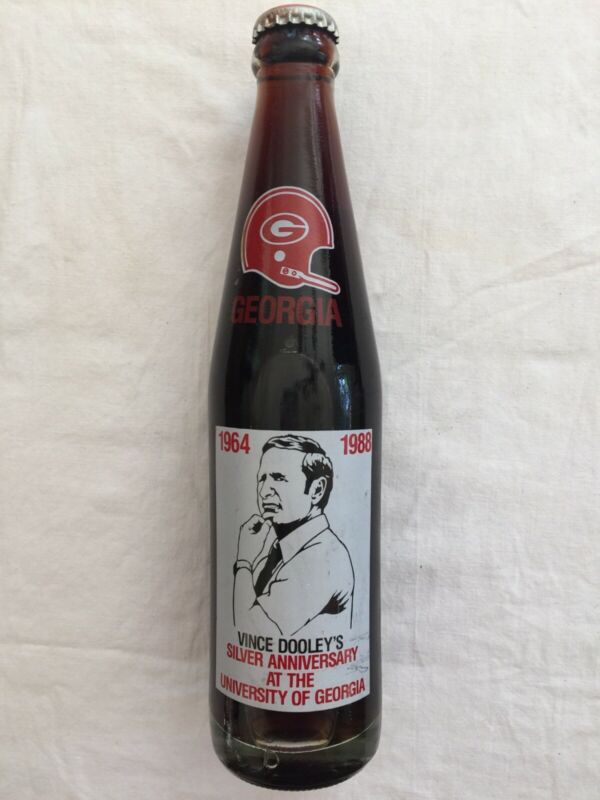 G
GEORGIA
1964 1988
VINCE DOOLEY'S
SILVER ANNIVERSARY
AT THE
UNIVERSITY OF GEORGIA